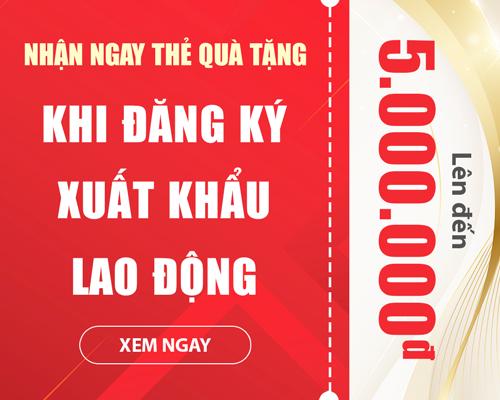 NHẬN NGAY THẺ QUÀ TẶNG
KHI ĐĂNG KÝ
XUẤT KHẨU
LAO ĐỘNG
XEM NGAY
Lên đến
5.000.000đ